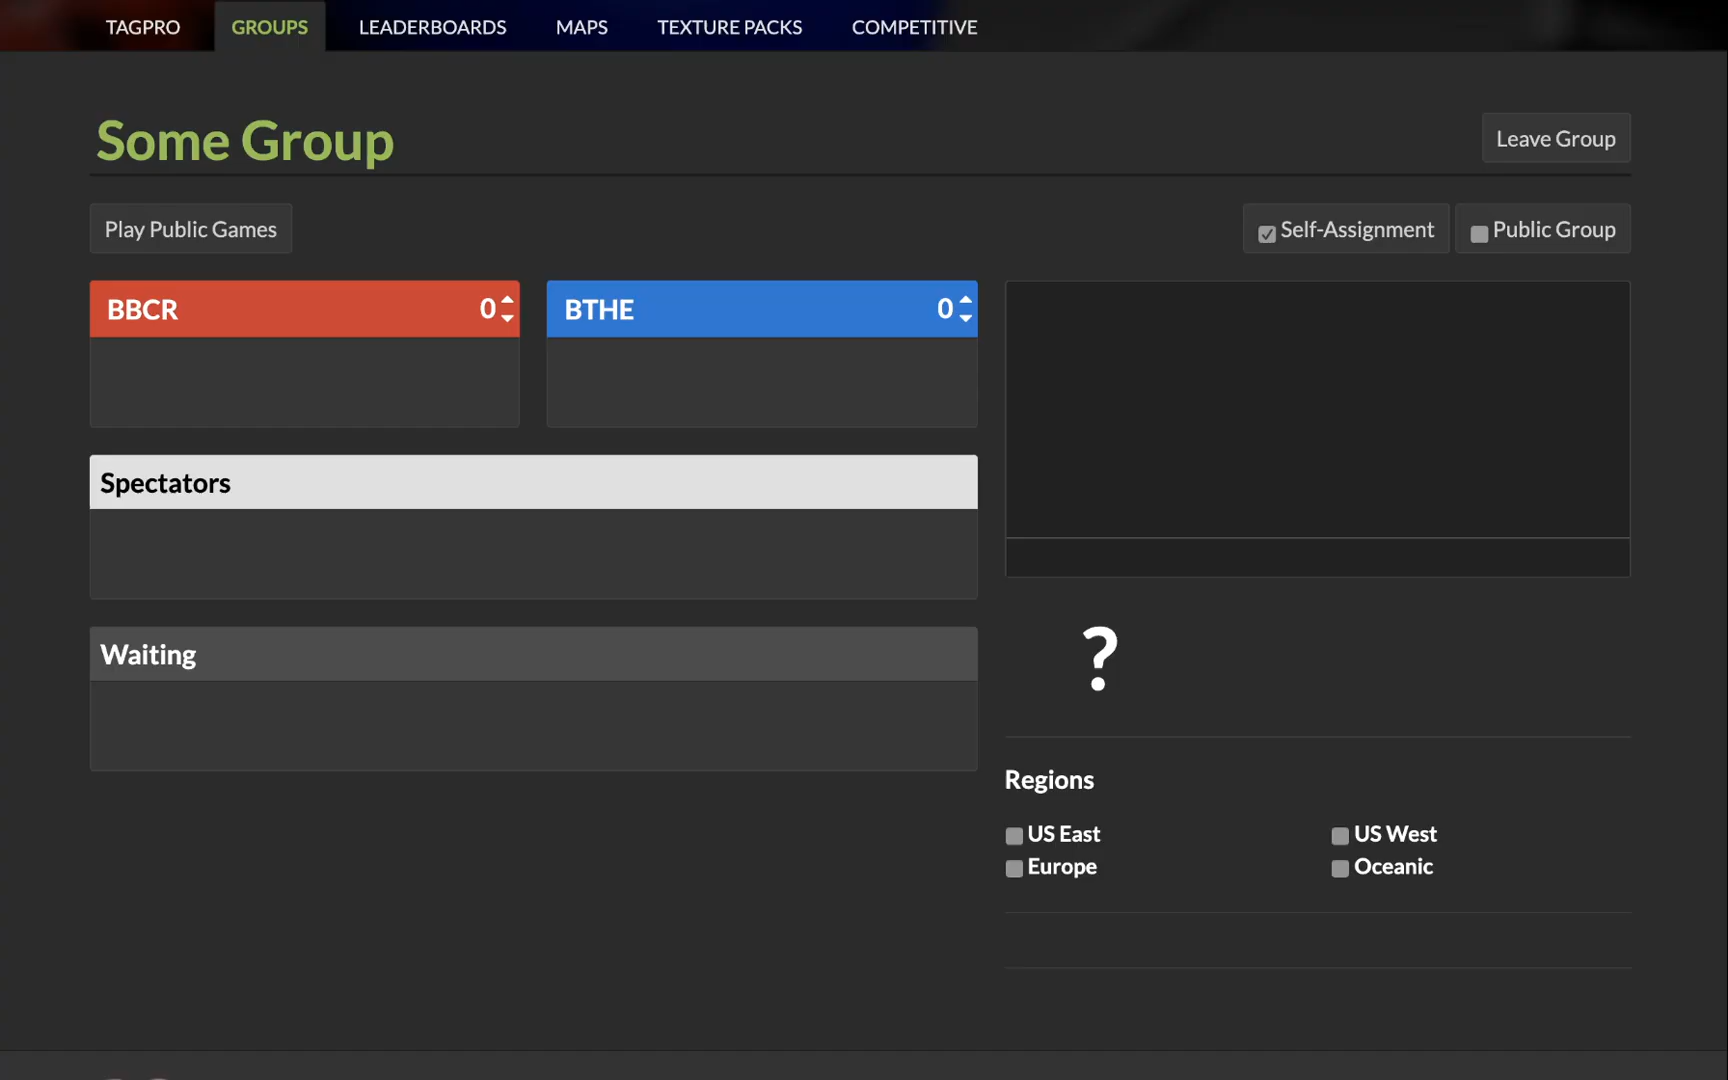 TAGPRO GROUPS LEADERBOARDS MAPS TEXTURE PACKS COMPETITIVE
Some Group
Leave Group
Play Public Games
Self-Assignment
Public Group
BBCR 0
BTHE 0
Spectators
Waiting
?
Regions
US East
US West
Europe
Oceanic